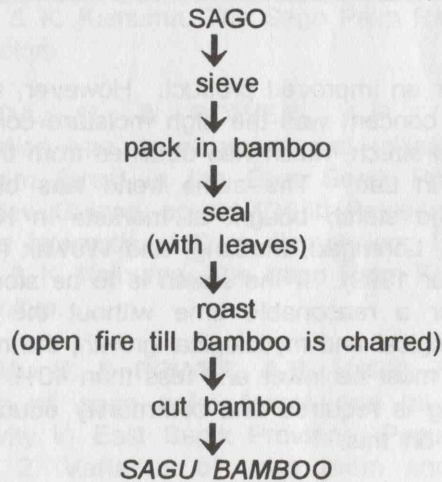 SAGO
sieve
pack in bamboo
seal
(with leaves)
roast
(open fire till bamboo is charred)
cut bamboo
SAGU BAMBOO